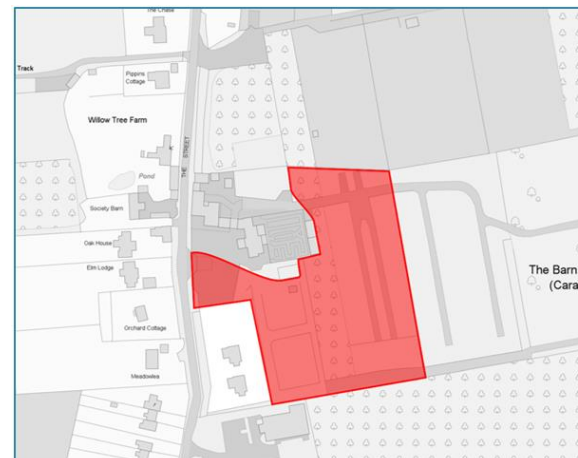 The Chase
Track
Pippins
Cottage
Willow Tree Farm
THE STREET
Pond
Society Barn
Oak House
Elm Lodge
The Barn
(Cara
Orchard Cottage
Meadowlea